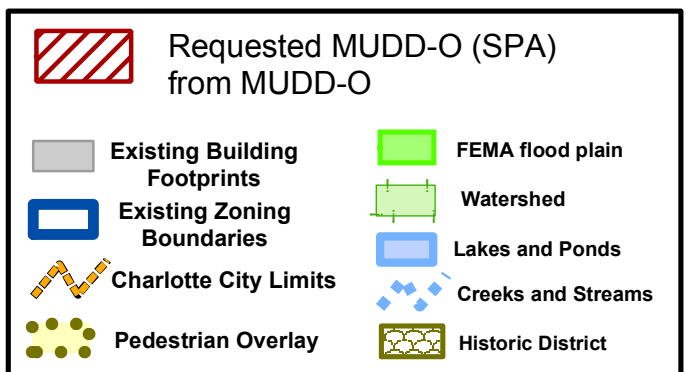 Requested MUDD-O (SPA)
from MUDD-O
Existing Building
Footprints
Existing Zoning
Boundaries
Charlotte City Limits
Pedestrian Overlay
FEMA flood plain
Watershed
Lakes and Ponds
Creeks and Streams
Historic District